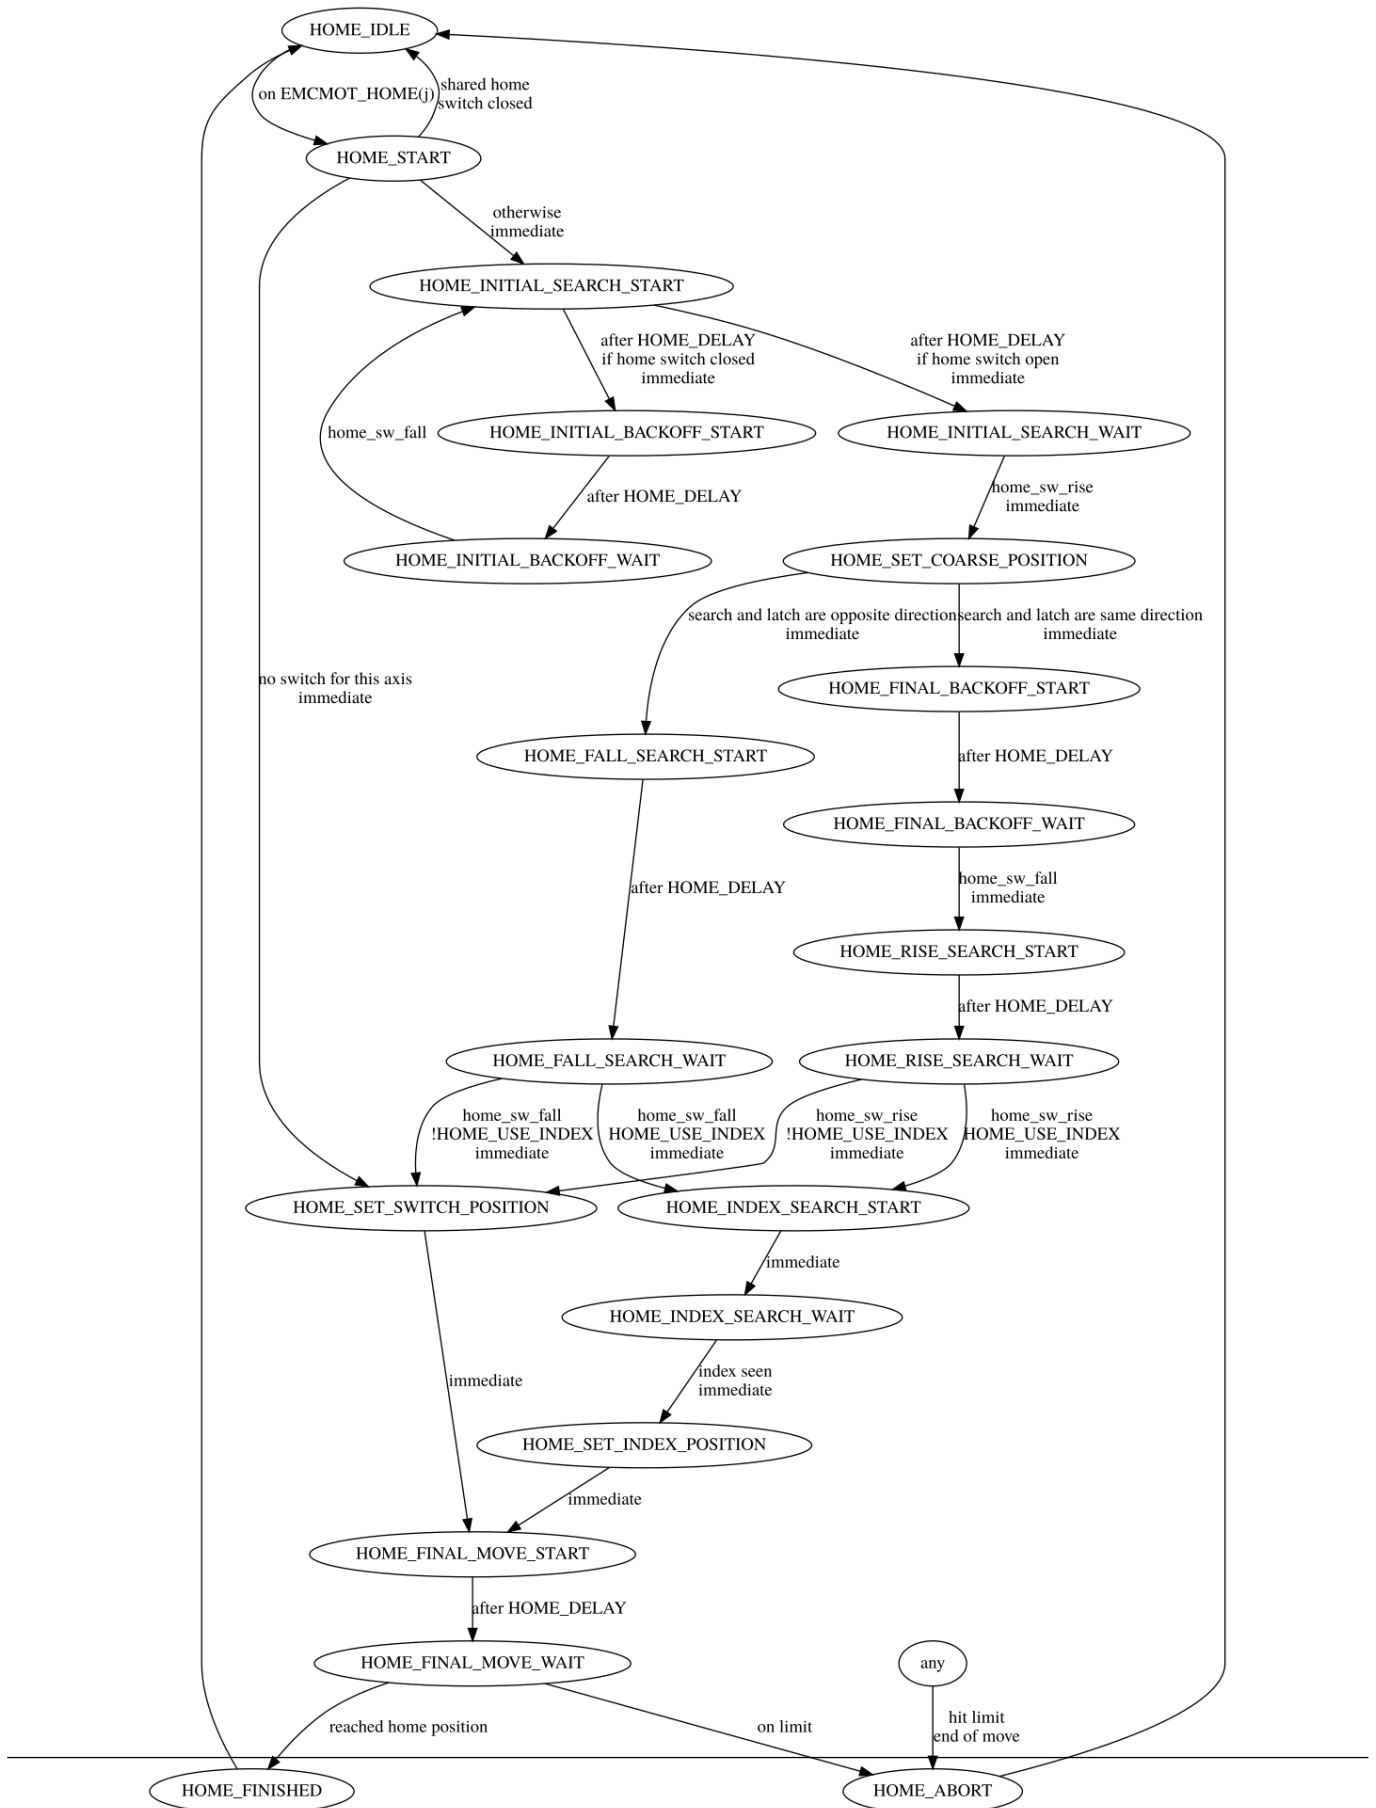 HOME_IDLE
on EMCMOT_HOME(j)
shared home
switch closed
HOME_START
otherwise
immediate
HOME_INITIAL_SEARCH_START
after HOME_DELAY
if home switch closed
immediate
after HOME_DELAY
if home switch open
immediate
home_sw_fall
HOME_INITIAL_BACKOFF_START
HOME_INITIAL_SEARCH_WAIT
after HOME_DELAY
home_sw_rise
immediate
HOME_INITIAL_BACKOFF_WAIT
HOME_SET_COARSE_POSITION
search and latch are opposite direction
immediate
search and latch are same direction
immediate
no switch for this axis
immediate
HOME_FINAL_BACKOFF_START
HOME_FALL_SEARCH_START
after HOME_DELAY
HOME_FINAL_BACKOFF_WAIT
after HOME_DELAY
home_sw_fall
immediate
HOME_RISE_SEARCH_START
after HOME_DELAY
HOME_FALL_SEARCH_WAIT
HOME_RISE_SEARCH_WAIT
home_sw_fall
!HOME_USE_INDEX
immediate
home_sw_fall
HOME_USE_INDEX
immediate
home_sw_rise
!HOME_USE_INDEX
immediate
home_sw_rise
HOME_USE_INDEX
immediate
HOME_SET_SWITCH_POSITION
HOME_INDEX_SEARCH_START
immediate
HOME_INDEX_SEARCH_WAIT
immediate
index seen
immediate
HOME_SET_INDEX_POSITION
immediate
HOME_FINAL_MOVE_START
after HOME_DELAY
HOME_FINAL_MOVE_WAIT
any
reached home position
on limit
hit limit
end of move
HOME_FINISHED
HOME_ABORT